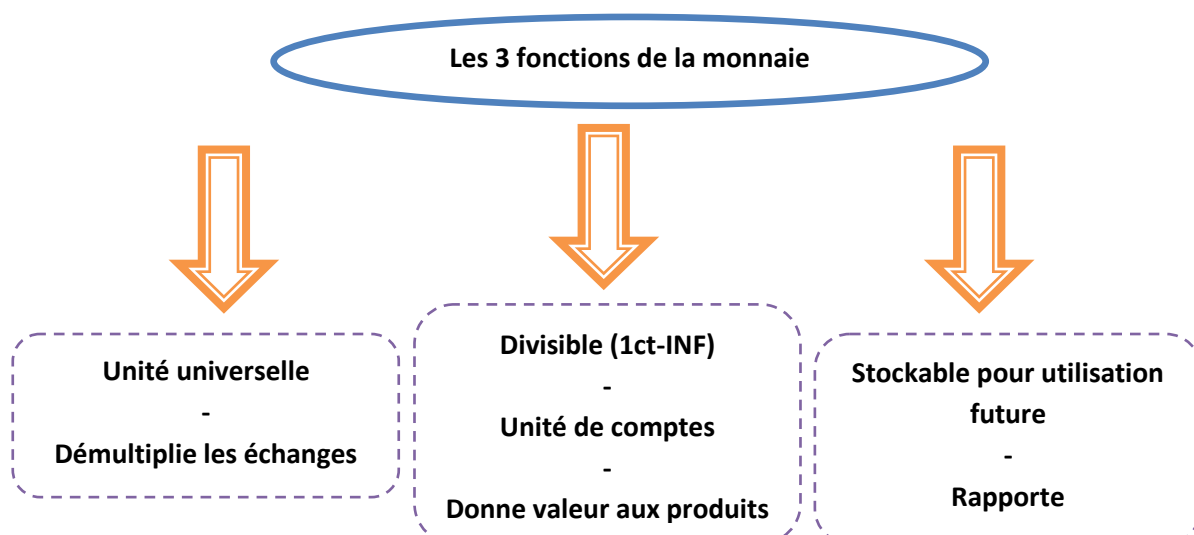 Les 3 fonctions de la monnaie
Unité universelle
-
Démultiplie les échanges
Divisible (1ct-INF)
-
Unité de comptes
-
Donne valeur aux produits
Stockable pour utilisation
future
-
Rapporte